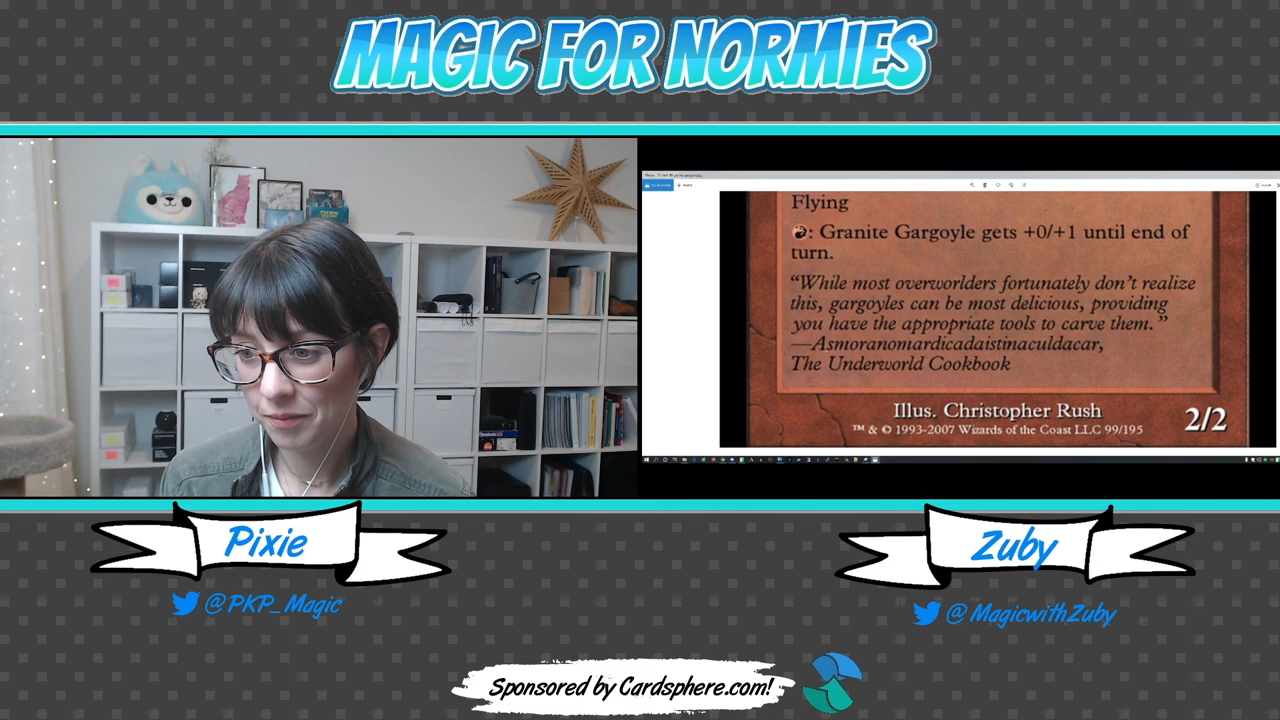 MAGIC FOR NORMIES
Flying
: Granite Gargoyle gets +0/+1 until end of
turn.
“While most overworlders fortunately don’t realize
this, gargoyles can be most delicious, providing
you have the appropriate tools to carve them.”
—Asmoranomardicadaistinaculdacar,
The Underworld Cookbook
Illus. Christopher Rush
™ & © 1993-2007 Wizards of the Coast LLC 99/195
2/2
Pixie
@PKP_Magic
Zuby
@MagicwithZuby
Sponsored by Cardsphere.com!